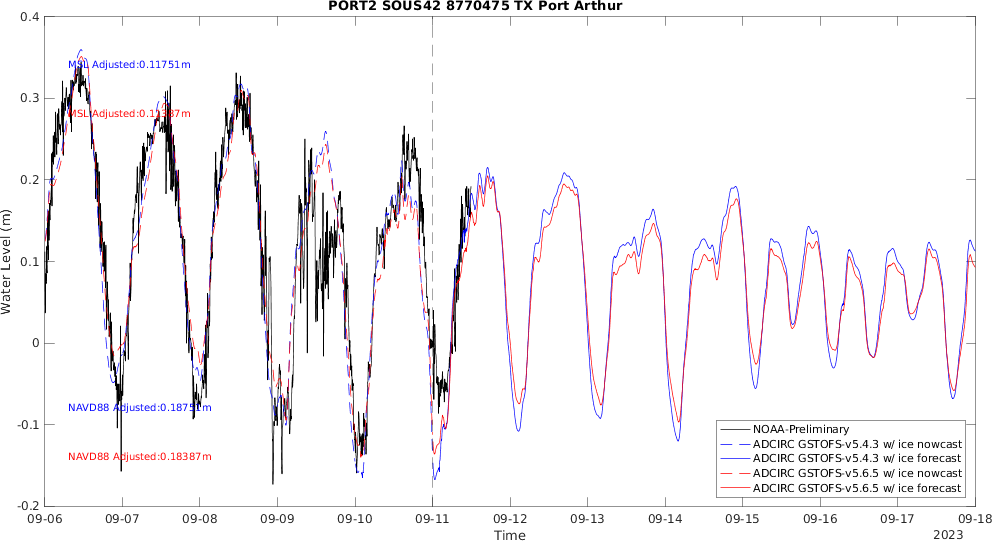 PORT2 SOUS42 8770475 TX Port Arthur
0.4
MSL Adjusted:0.11751m
0.3
MSL Adjusted:0.11387m
0.2
0.1
Water Level (m)
0
NAVD88 Adjusted:0.18751m
-0.1
NAVD88 Adjusted:0.18387m
-0.2
NOAA-Preliminary
ADCIRC GSTOFS-v5.4.3 w/ ice nowcast
ADCIRC GSTOFS-v5.4.3 w/ ice forecast
ADCIRC GSTOFS-v5.6.5 w/ ice nowcast
ADCIRC GSTOFS-v5.6.5 w/ ice forecast
09-06 09-07 09-08 09-09 09-10 09-11 09-12 09-13 09-14 09-15 09-16 09-17 09-18
Time
2023